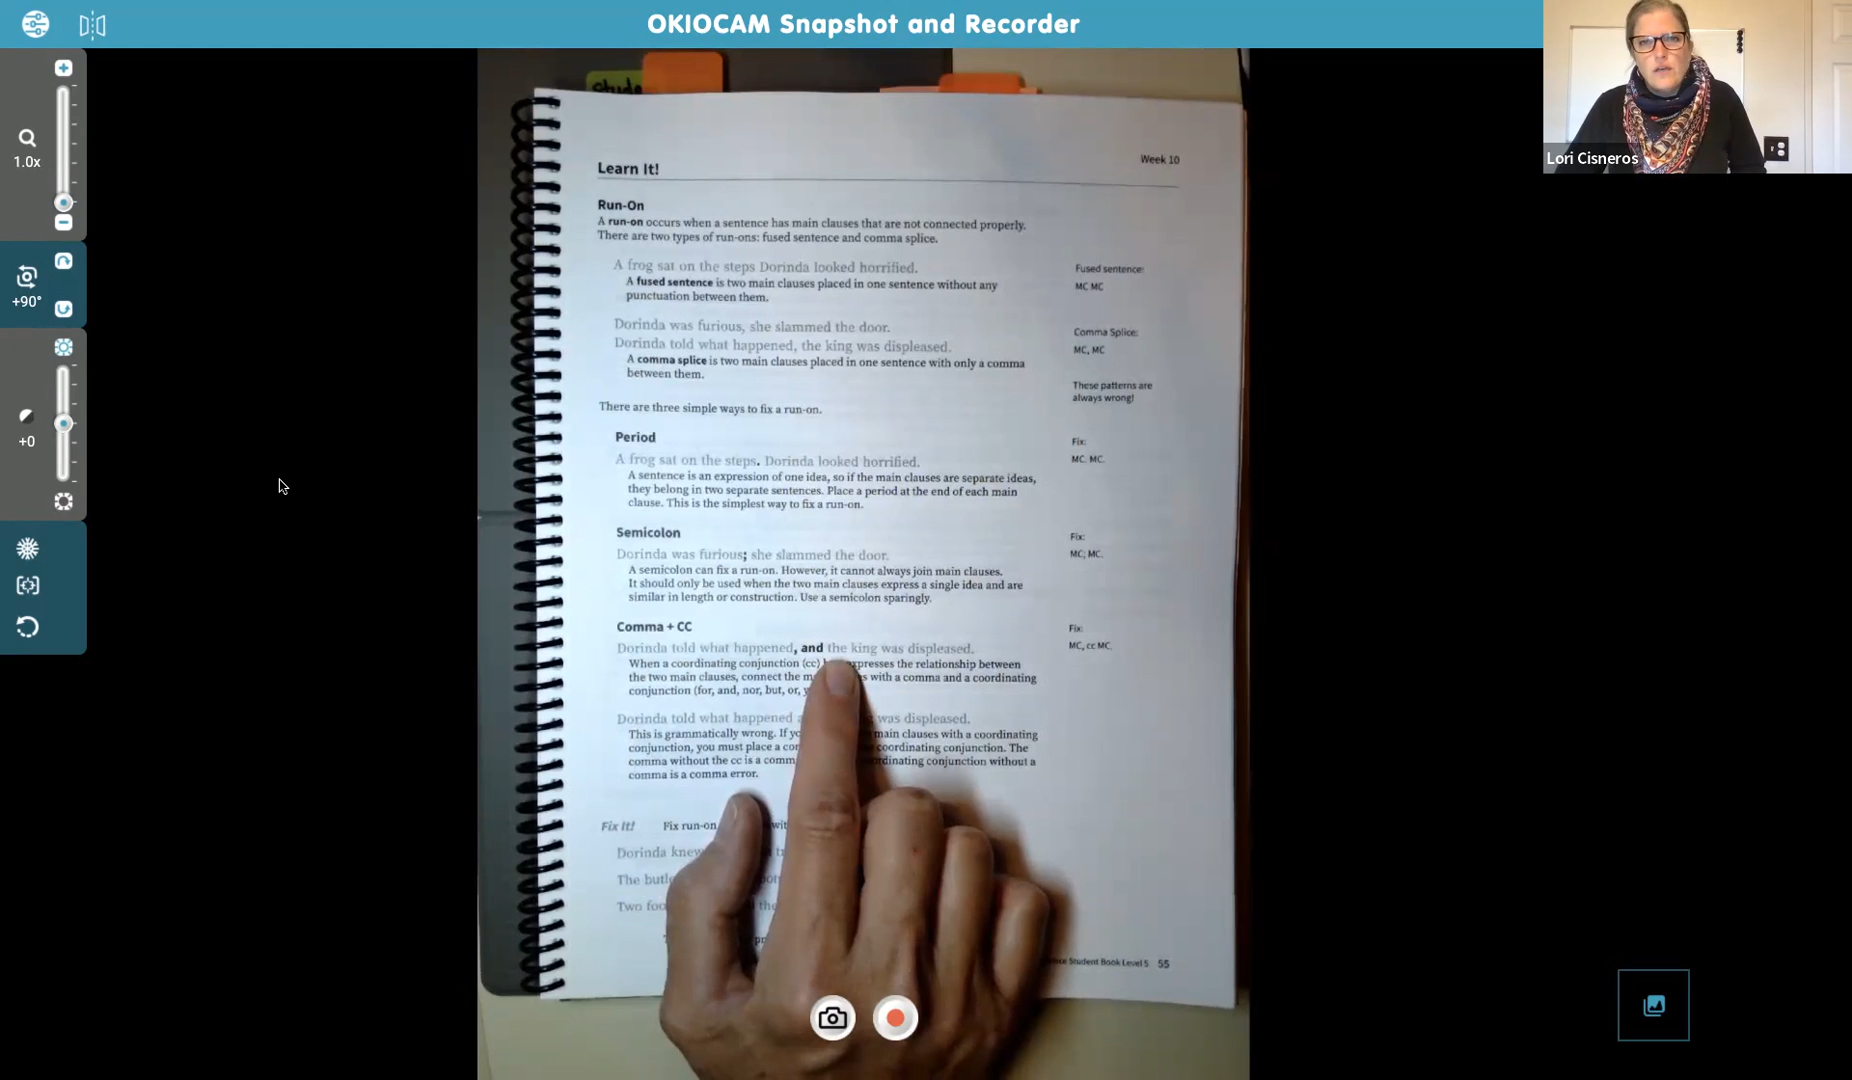 OKIOCAM Snapshot and Recorder
1.0x
+90°
+0
Lori Cisneros
Stude
Week 10
Learn It!
Run-On
A run-on occurs when a sentence has main clauses that are not connected properly.
There are two types of run-ons: fused sentence and comma splice.
A frog sat on the steps Dorinda looked horrified.
Fused sentence:
A fused sentence is two main clauses placed in one sentence without any
MC MC
punctuation between them.
Dorinda was furious, she slammed the door.
Comma Splice:
Dorinda told what happened, the king was displeased.
MC, MC
A comma splice is two main clauses placed in one sentence with only a comma
between them.
These patterns are
always wrong!
There are three simple ways to fix a run-on.
Period
Fix:
A frog sat on the steps. Dorinda looked horrified.
MC. MC.
A sentence is an expression of one idea, so if the main clauses are separate ideas,
they belong in two separate sentences. Place a period at the end of each main
clause. This is the simplest way to fix a run-on.
Semicolon
Fix:
Dorinda was furious; she slammed the door.
MC; MC.
A semicolon can fix a run-on. However, it cannot always join main clauses.
It should only be used when the two main clauses express a single idea and are
similar in length or construction. Use a semicolon sparingly.
Comma + CC
Fix:
Dorinda told what happened, and the king was displeased.
MC, cc MC.
When a coordinating conjunction (cc) expresses the relationship between
the two main clauses, connect the with a comma and a coordinating
conjunction (for, and, nor, but, or,
Dorinda told what happened was displeased.
This is grammatically wrong. If main clauses with a coordinating
conjunction, you must place a coordinating conjunction. The
comma without the cc is a conjunction without a
comma is a comma error.
Fix It! Fix run-on
Dorinda knew
The
Two
Student Book Level 5 55